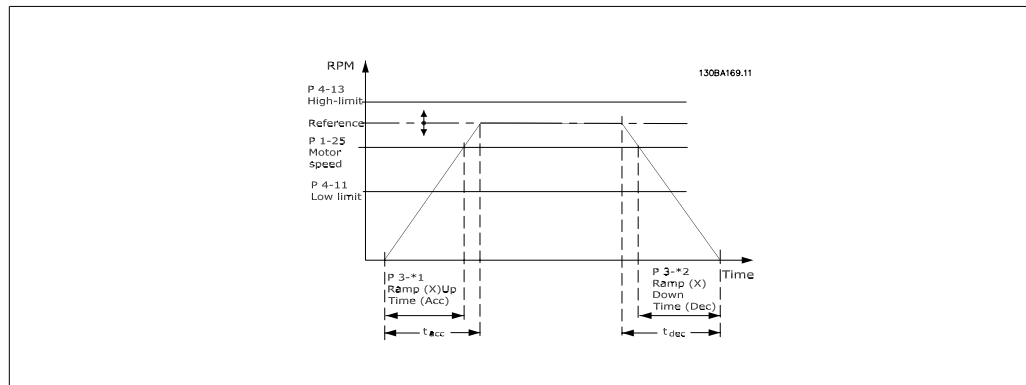 RPM
130BA169.11
P 4-13
High-limit
Reference
P 1-25
Motor
speed
P 4-11
Low limit
Time
P 3-*1
Ramp (X)Up
Time (Acc)
P 3-*2
Ramp (X)
Down
Time (Dec)
tacc
tdec